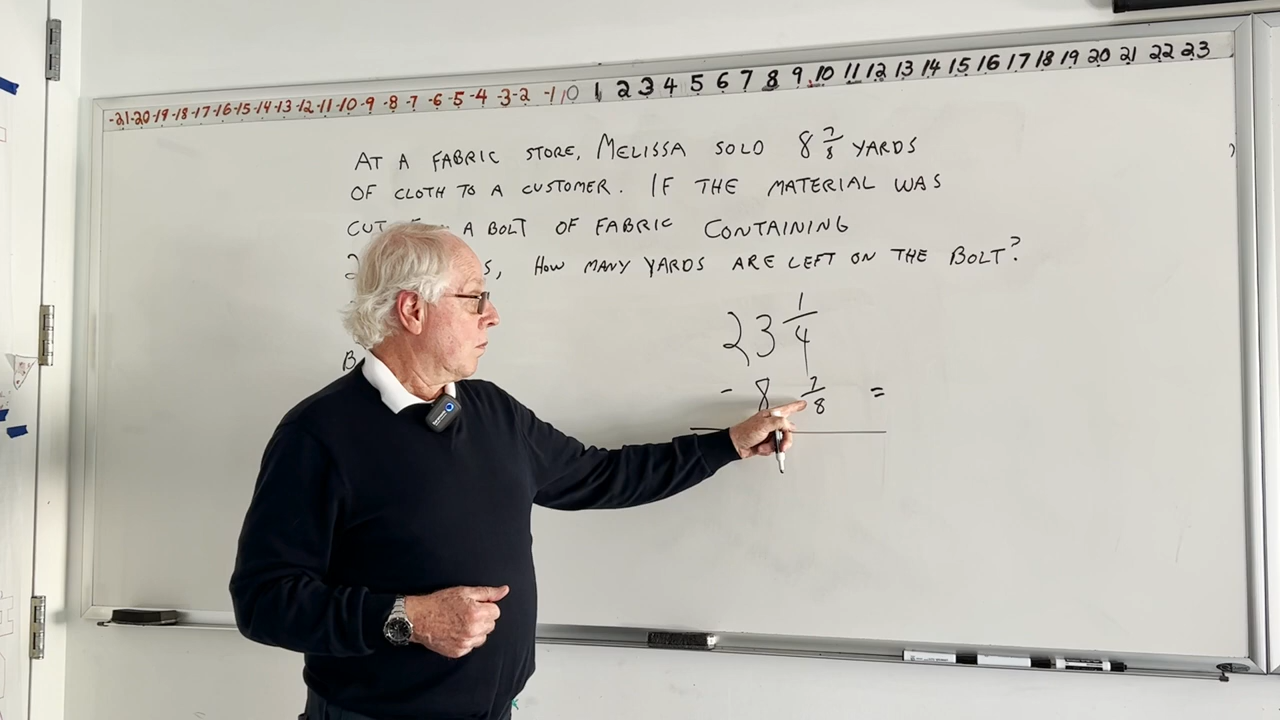 -21-20-19-18-17-16-15-14-13-12-11-10-9 -8-7 -6-5-4 -3-2 -1 0 1 2 3 4 5 6 7 8 9 10 11 12 13 14 15 16 17 18 19 20 21 22 23
AT A FABRIC STORE, MELISSA SOLD 8 7/8 YARDS
OF CLOTH TO A CUSTOMER. IF THE MATERIAL WAS
CUT A BOLT OF FABRIC CONTAINING
2 S, HOW MANY YARDS ARE LEFT ON THE BOLT?
23 1/4
B
- 8 7/8 =